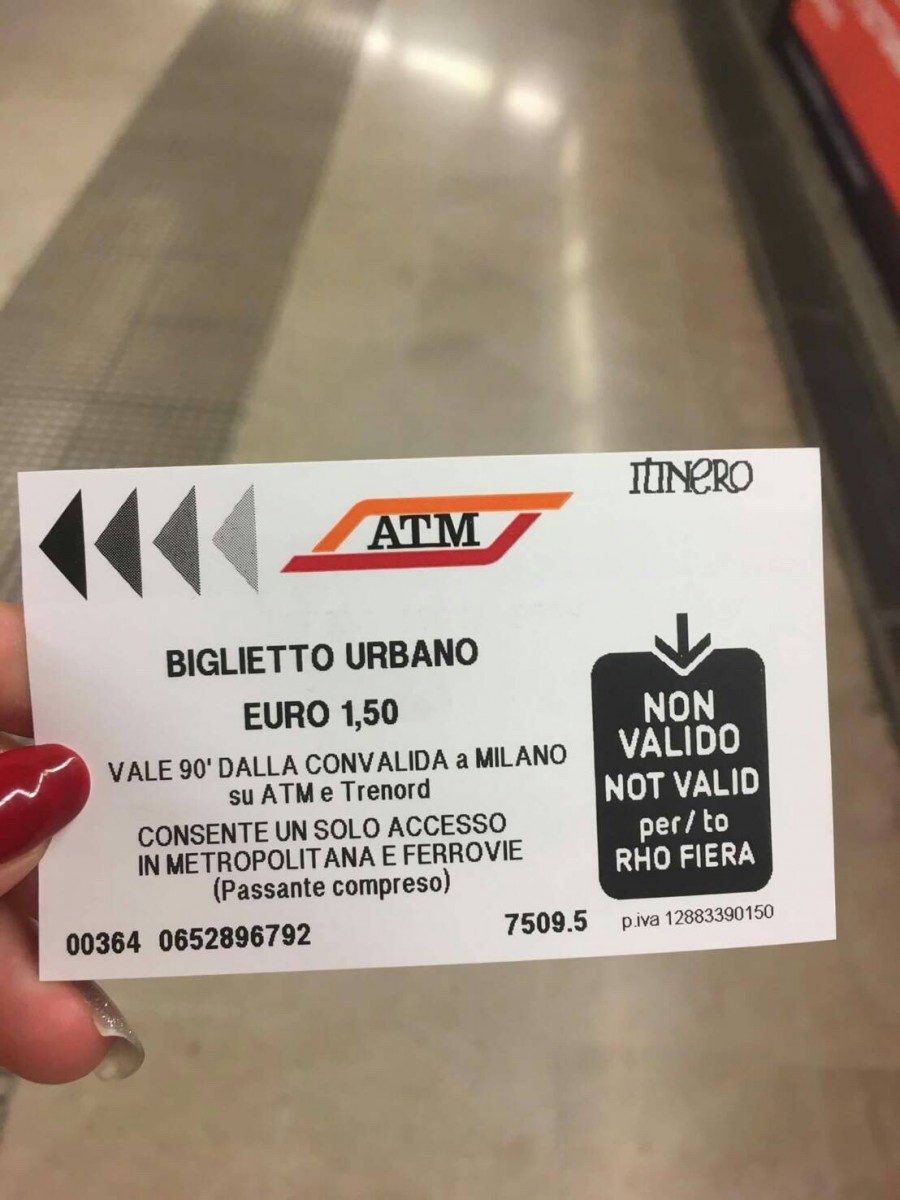 ITINERO
ATM
BIGLIETTO URBANO
EURO 1,50
VALE 90' DALLA CONVALIDA a MILANO
su ATM e Trenord
CONSENTE UN SOLO ACCESSO
IN METROPOLITANA E FERROVIE
(Passante compreso)
NON
VALIDO
NOT VALID
per/to
RHO FIERA
00364 0652896792
7509.5
p.iva 12883390150